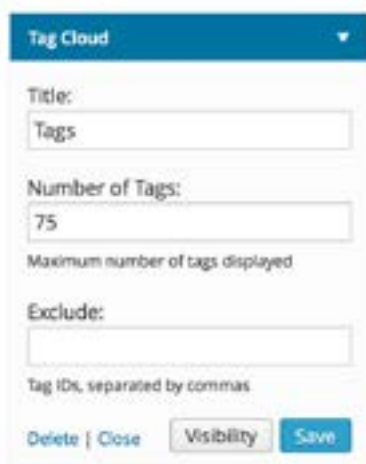 Tag Cloud
Title:
Tags
Number of Tags:
75
Maximum number of tags displayed
Exclude:
Tag IDs, separated by commas
Delete | Close Visibility Save